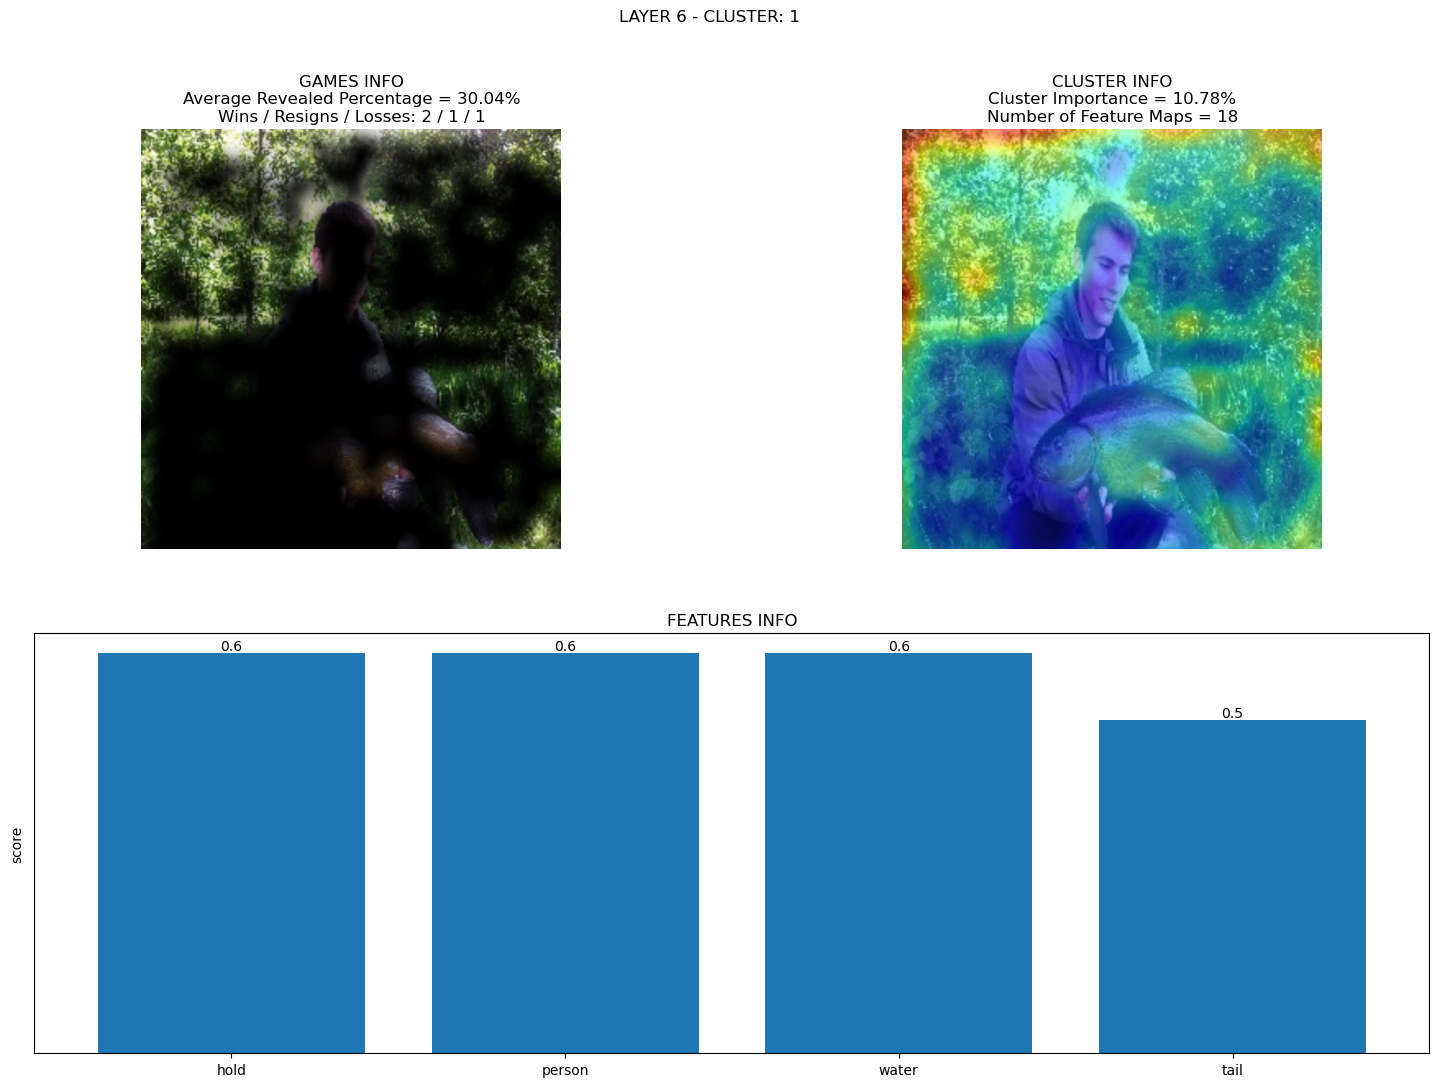 LAYER 6 - CLUSTER: 1
GAMES INFO
Average Revealed Percentage = 30.04%
Wins / Resigns / Losses: 2 / 1 / 1
CLUSTER INFO
Cluster Importance = 10.78%
Number of Feature Maps = 18
FEATURES INFO
0.6
0.6
0.6
0.5
score
hold
person
water
tail